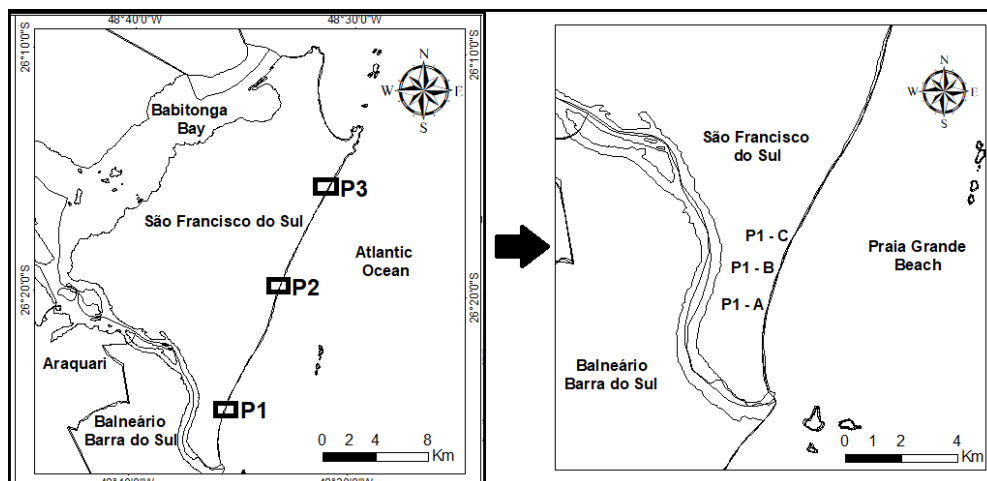 48°40'0"W
48°30'0"W
26°10'0"S
26°10'0"S
N
W
E
S
Babitonga
Bay
P3
São Francisco do Sul
Atlantic
Ocean
P2
26°20'0"S
26°20'0"S
Araquari
P1
Balneário
Barra do Sul
0 2 4 8
Km
N
W
E
S
São Francisco
do Sul
P1 - C
P1 - B
P1 - A
Praia Grande
Beach
Balneário
Barra do Sul
0 1 2 4
Km